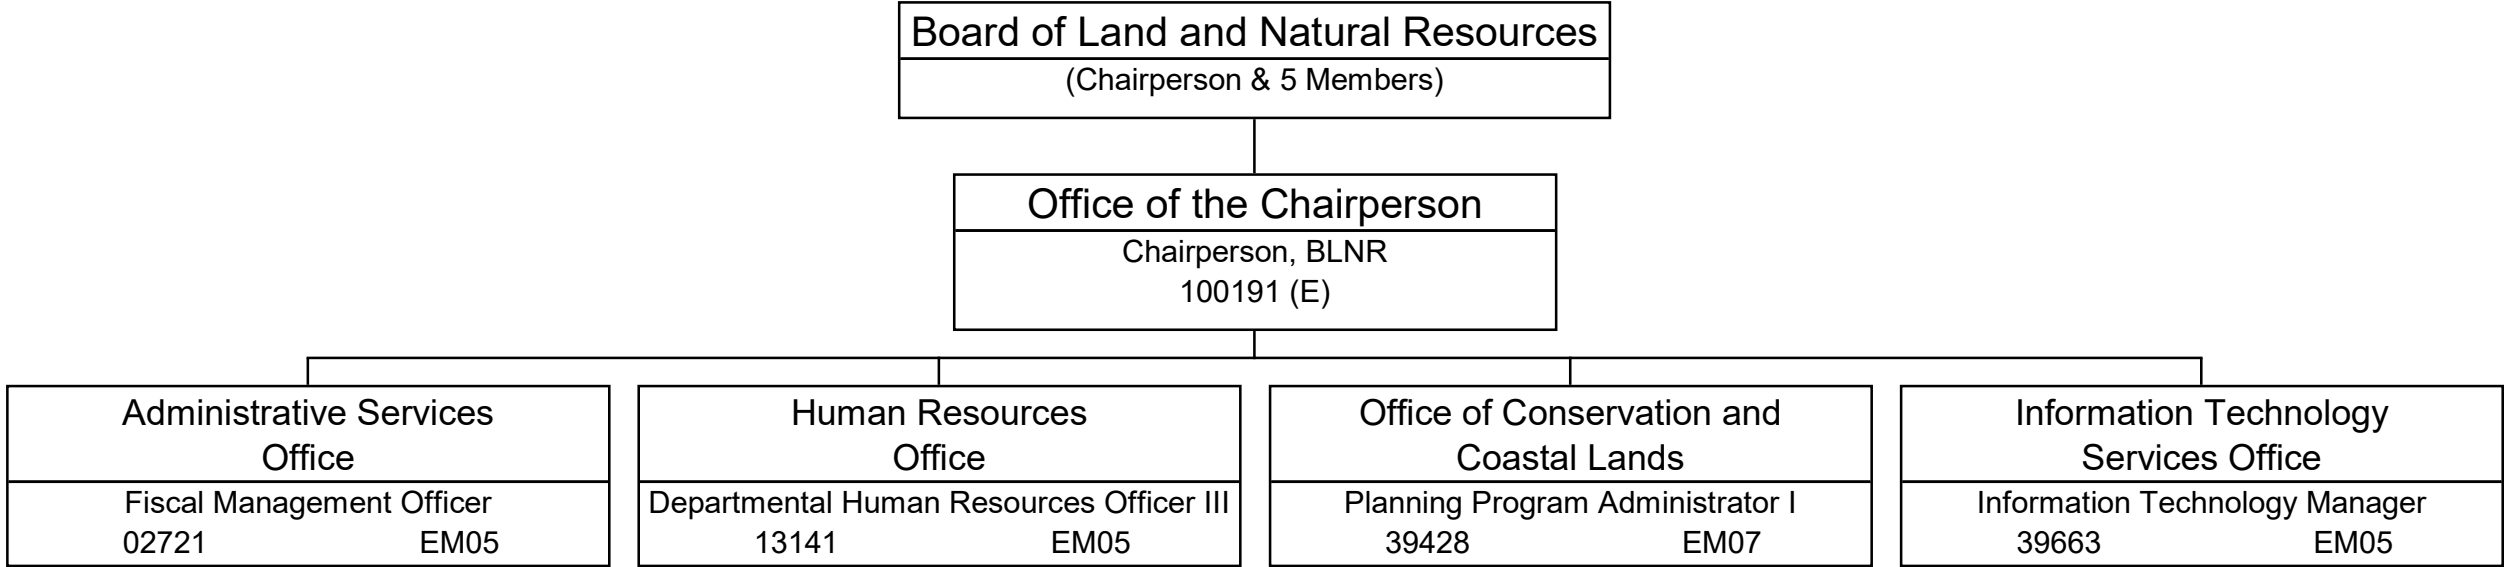 Board of Land and Natural Resources
(Chairperson & 5 Members)
Office of the Chairperson
Chairperson, BLNR
100191 (E)
Administrative Services
Office
Fiscal Management Officer
02721 EM05
Human Resources
Office
Departmental Human Resources Officer III
13141 EM05
Office of Conservation and
Coastal Lands
Planning Program Administrator I
39428 EM07
Information Technology
Services Office
Information Technology Manager
39663 EM05